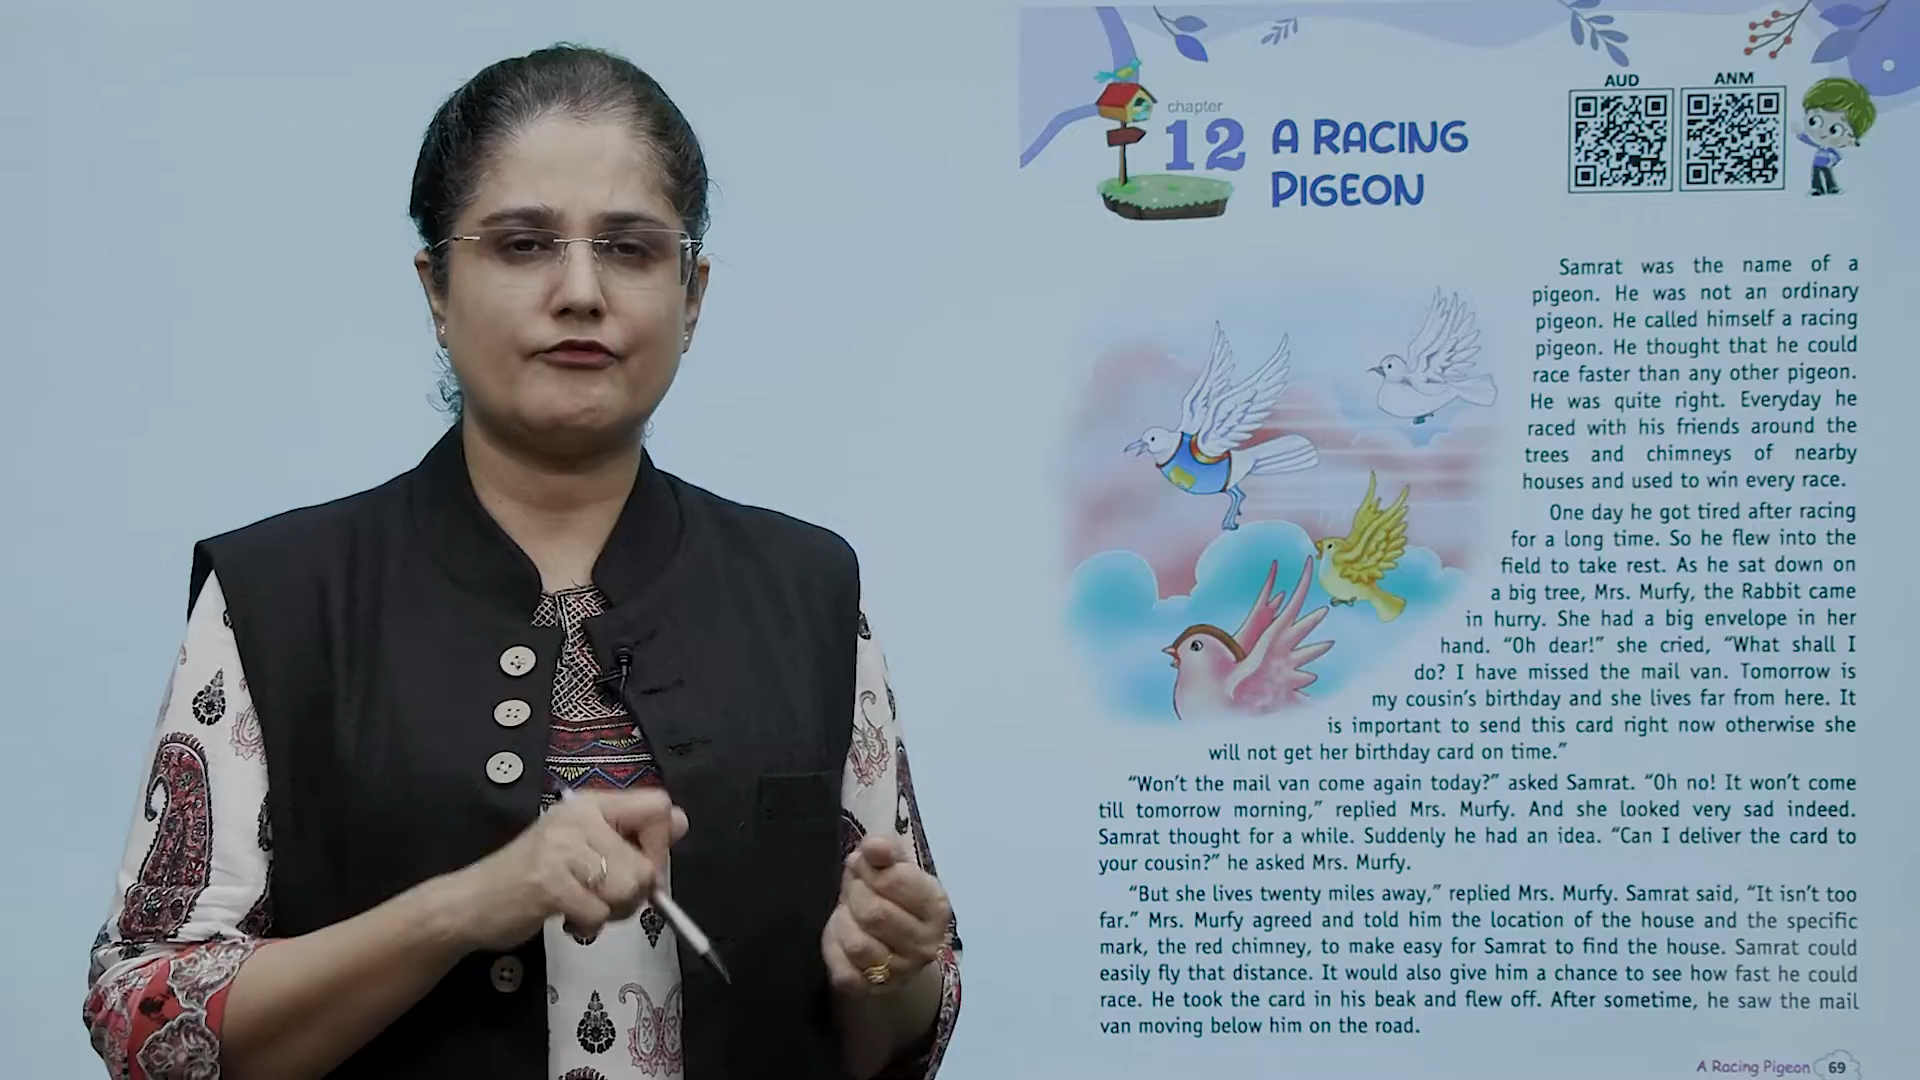 AUD
ANM
chapter
12
A RACING
PIGEON
Samrat was the name of a
pigeon. He was not an ordinary
pigeon. He called himself a racing
pigeon. He thought that he could
race faster than any other pigeon.
He was quite right. Everyday he
raced with his friends around the
trees and chimneys of nearby
houses and used to win every race.
One day he got tired after racing
for a long time. So he flew into the
field to take rest. As he sat down on
a big tree, Mrs. Murfy, the Rabbit came
in hurry. She had a big envelope in her
hand. “Oh dear!” she cried, “What shall I
do? I have missed the mail van. Tomorrow is
my cousin’s birthday and she lives far from here. It
is important to send this card right now otherwise she
will not get her birthday card on time.”
“Won’t the mail van come again today?” asked Samrat. “Oh no! It won’t come
till tomorrow morning,” replied Mrs. Murfy. And she looked very sad indeed.
Samrat thought for a while. Suddenly he had an idea. “Can I deliver the card to
your cousin?” he asked Mrs. Murfy.
“But she lives twenty miles away,” replied Mrs. Murfy. Samrat said, “It isn’t too
far.” Mrs. Murfy agreed and told him the location of the house and the specific
mark, the red chimney, to make easy for Samrat to find the house. Samrat could
easily fly that distance. It would also give him a chance to see how fast he could
race. He took the card in his beak and flew off. After sometime, he saw the mail
van moving below him on the road.
A Racing Pigeon 69